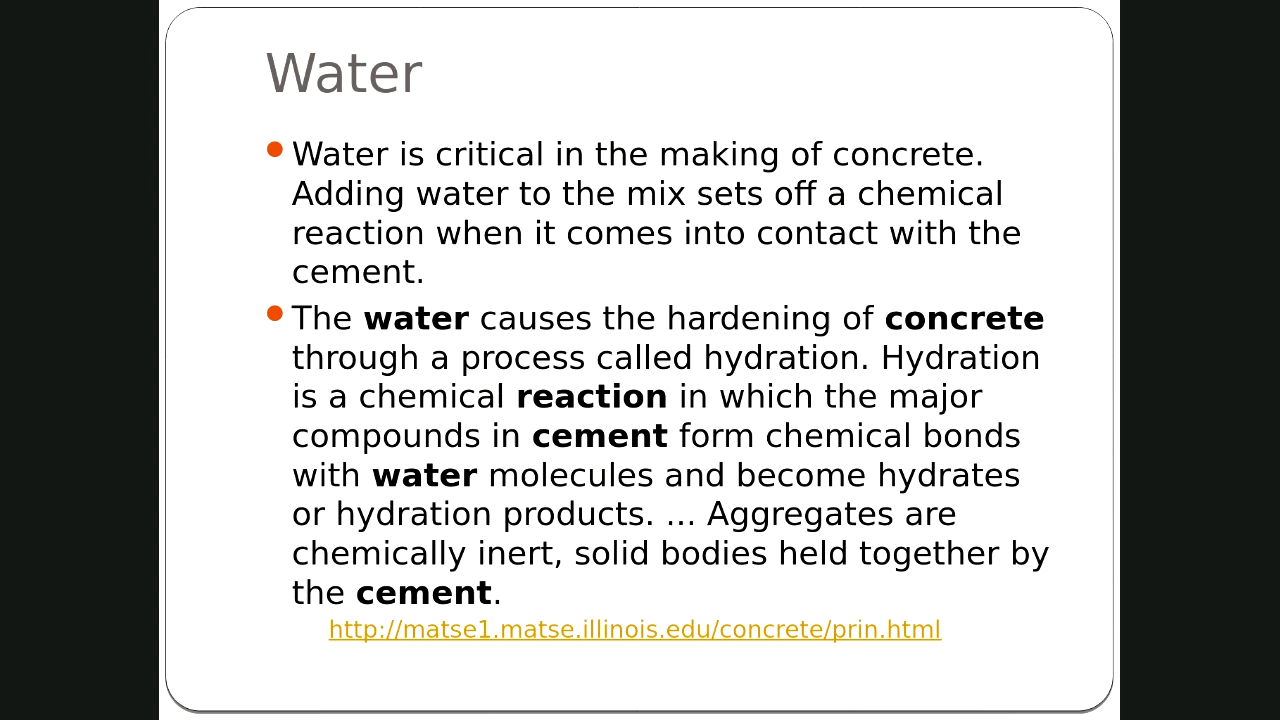 Water
Water is critical in the making of concrete.
Adding water to the mix sets off a chemical
reaction when it comes into contact with the
cement.
The water causes the hardening of concrete
through a process called hydration. Hydration
is a chemical reaction in which the major
compounds in cement form chemical bonds
with water molecules and become hydrates
or hydration products. ... Aggregates are
chemically inert, solid bodies held together by
the cement.
http://matse1.matse.illinois.edu/concrete/prin.html